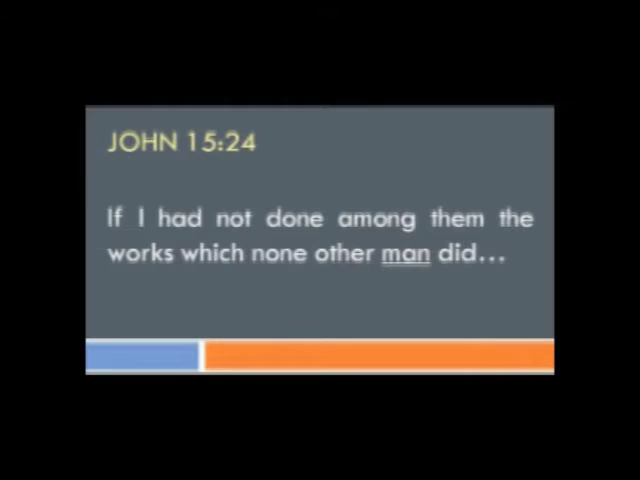 JOHN 15:24
If I had not done among them the
works which none other man did...